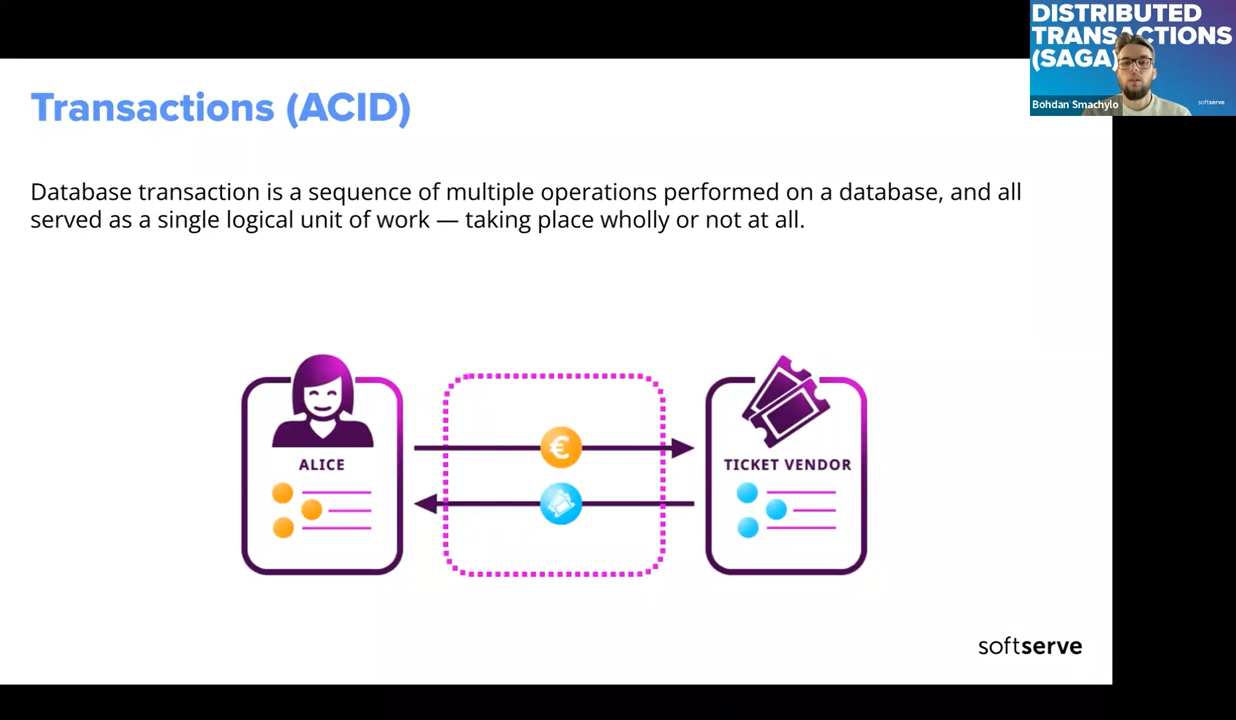 DISTRIBUTED
TRANSACTIONS
(SAGA)
Bohdan Smachylo
softserve
Transactions (ACID)
Database transaction is a sequence of multiple operations performed on a database, and all
served as a single logical unit of work — taking place wholly or not at all.
€
ALICE
TICKET VENDOR
softserve